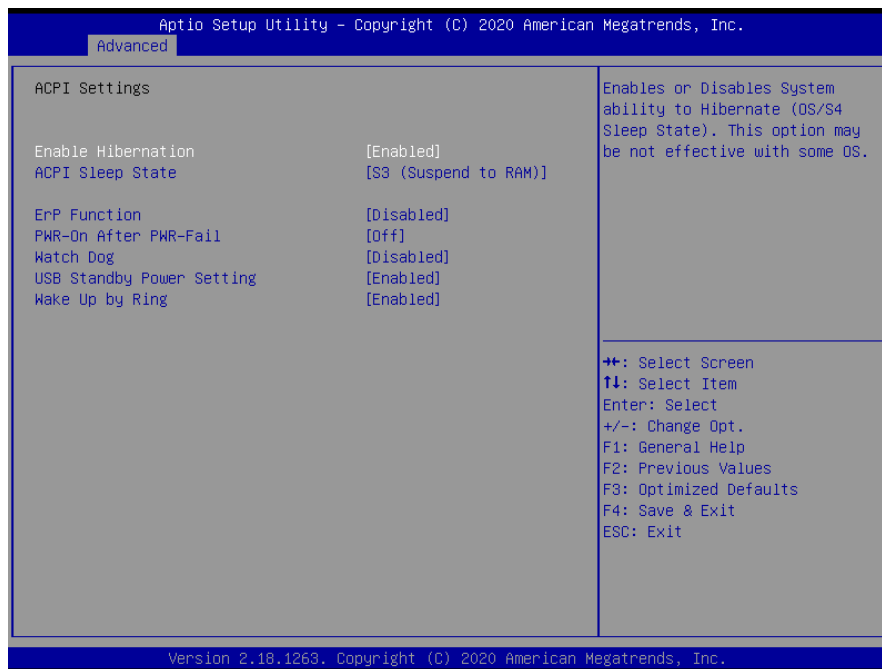 Aptio Setup Utility – Copyright (C) 2020 American Megatrends, Inc.
Advanced
ACPI Settings
Enable Hibernation [Enabled]
ACPI Sleep State [S3 (Suspend to RAM)]
ErP Function [Disabled]
PWR-On After PWR-Fail [Off]
Watch Dog [Disabled]
USB Standby Power Setting [Enabled]
Wake Up by Ring [Enabled]
Enables or Disables System
ability to Hibernate (OS/S4
Sleep State). This option may
be not effective with some OS.
→←: Select Screen
↑↓: Select Item
Enter: Select
+/-: Change Opt.
F1: General Help
F2: Previous Values
F3: Optimized Defaults
F4: Save & Exit
ESC: Exit
Version 2.18.1263. Copyright (C) 2020 American Megatrends, Inc.